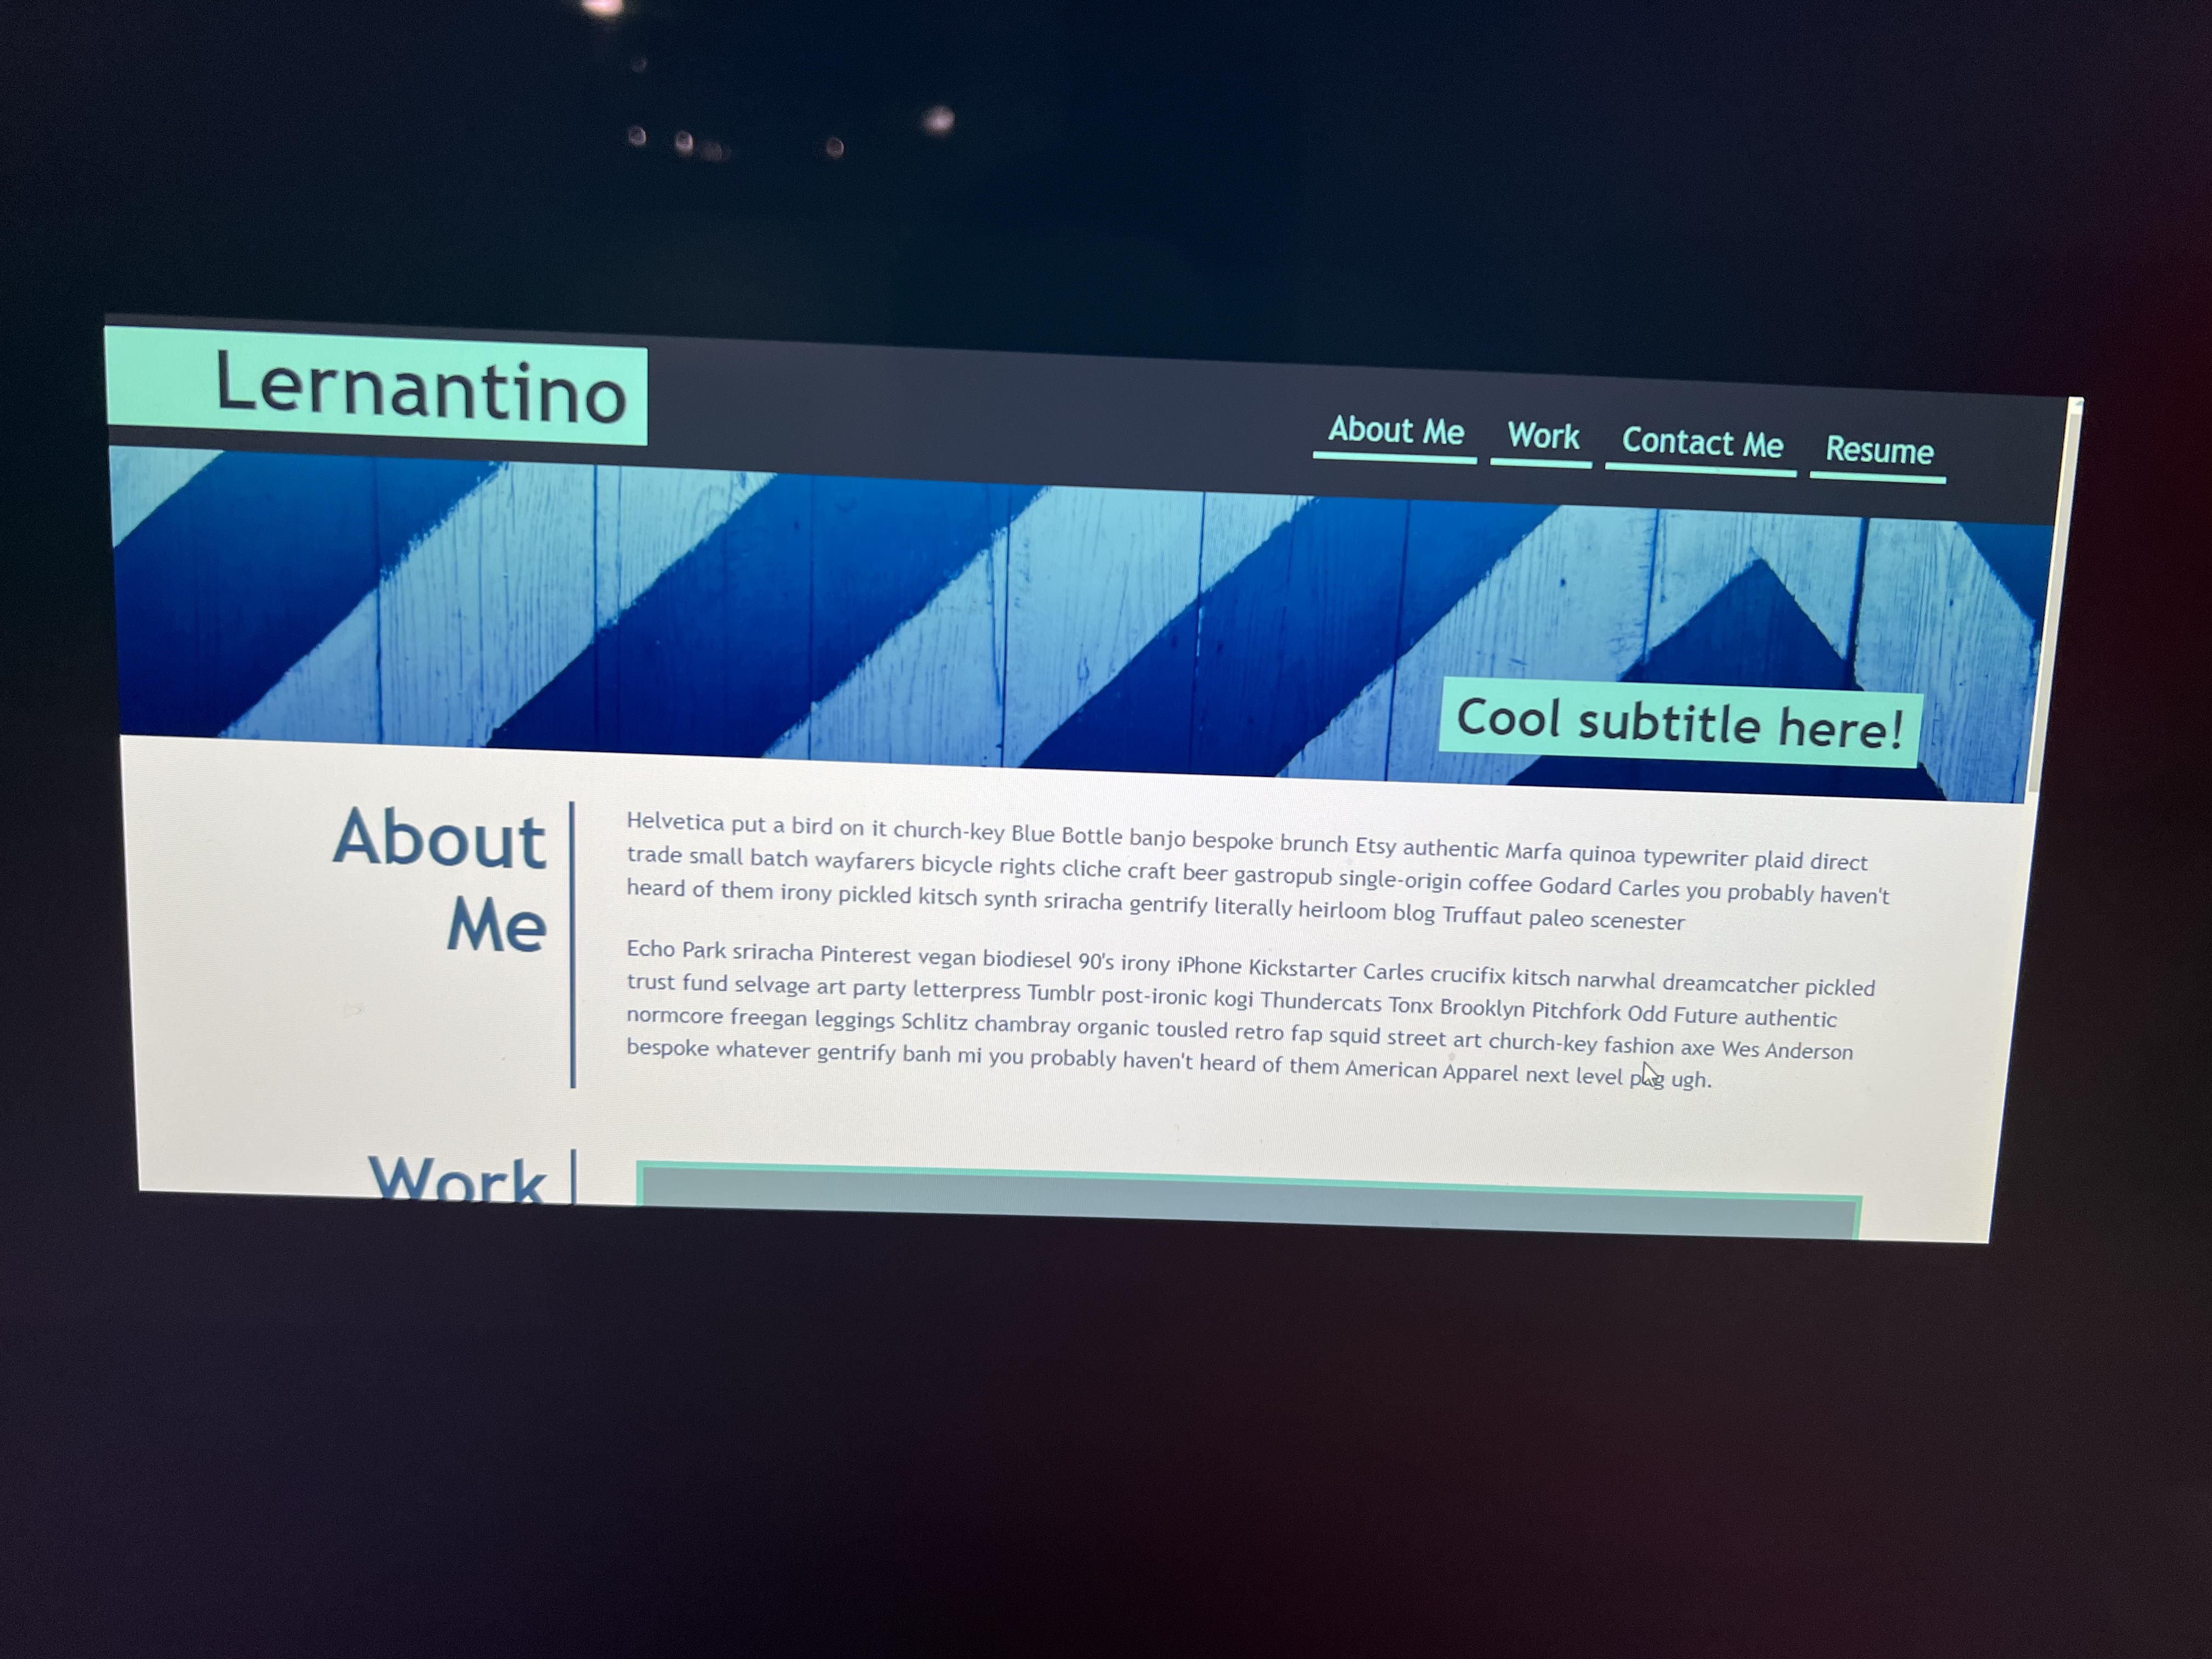 Lernantino
About Me Work Contact Me Resume
Cool subtitle here!
About
Me
Helvetica put a bird on it church-key Blue Bottle banjo bespoke brunch Etsy authentic Marfa quinoa typewriter plaid direct
trade small batch wayfarers bicycle rights cliche craft beer gastropub single-origin coffee Godard Carles you probably haven't
heard of them irony pickled kitsch synth sriracha gentrify literally heirloom blog Truffaut paleo scenester
Echo Park sriracha Pinterest vegan biodiesel 90's irony iPhone Kickstarter Carles crucifix kitsch narwhal dreamcatcher pickled
trust fund selvage art party letterpress Tumblr post-ironic kogi Thundercats Tonx Brooklyn Pitchfork Odd Future authentic
normcore freegan leggings Schlitz chambray organic tousled retro fap squid street art church-key fashion axe Wes Anderson
bespoke whatever gentrify banh mi you probably haven't heard of them American Apparel next level ugh.
Work